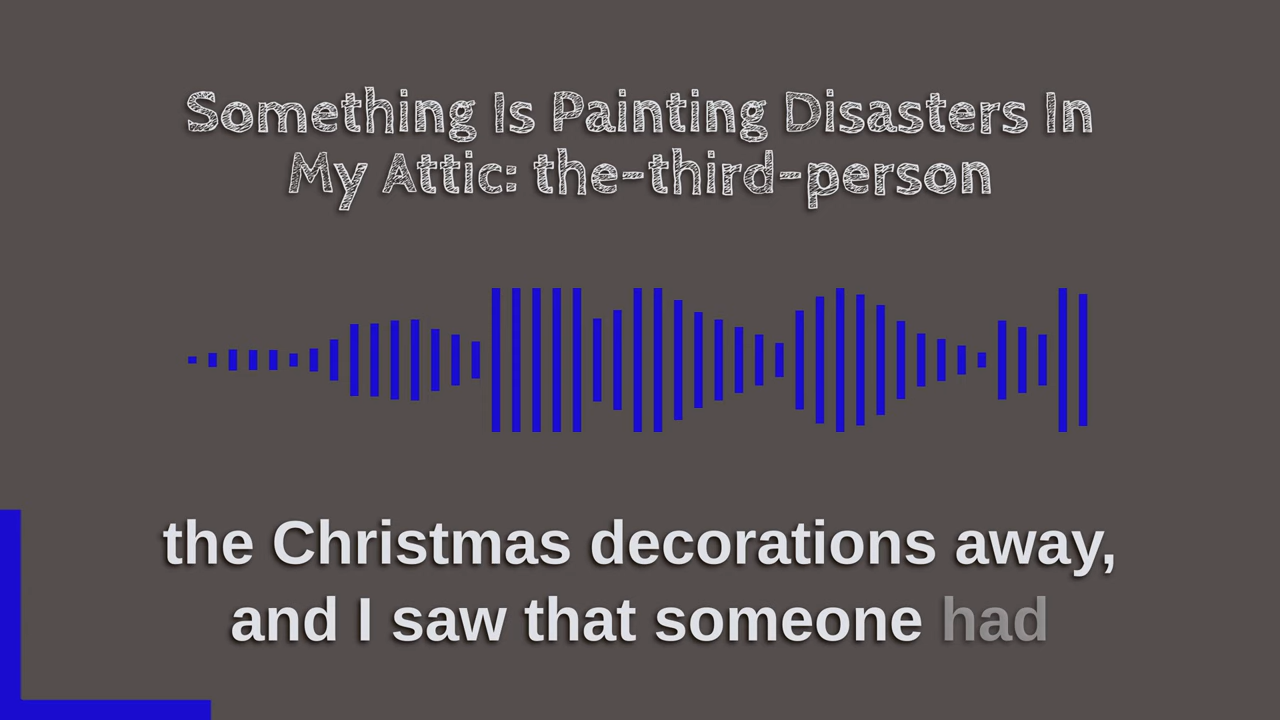 Something Is Painting Disasters In
My Attic: the-third-person
the Christmas decorations away,
and I saw that someone had